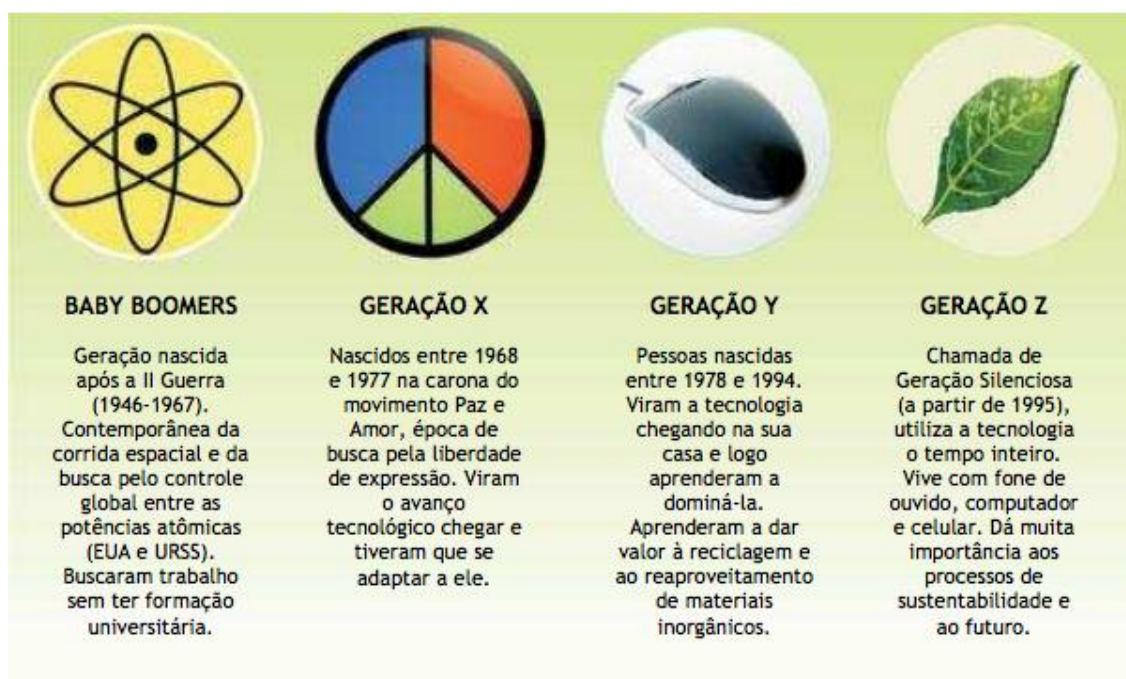 BABY BOOMERS
Geração nascida
após a II Guerra
(1946-1967).
Contemporânea da
corrida espacial e da
busca pelo controle
global entre as
potências atômicas
(EUA e URSS).
Buscaram trabalho
sem ter formação
universitária.
GERAÇÃO X
Nascidos entre 1968
e 1977 na carona do
movimento Paz e
Amor, época de
busca pela liberdade
de expressão. Viram
o avanço
tecnológico chegar e
tiveram que se
adaptar a ele.
GERAÇÃO Y
Pessoas nascidas
entre 1978 e 1994.
Viram a tecnologia
chegando na sua
casa e logo
aprenderam a
dominá-la.
Aprenderam a dar
valor à reciclagem e
ao reaproveitamento
de materiais
inorgânicos.
GERAÇÃO Z
Chamada de
Geração Silenciosa
(a partir de 1995),
utiliza a tecnologia
o tempo inteiro.
Vive com fone de
ouvido, computador
e celular. Dá muita
importância aos
processos de
sustentabilidade e
ao futuro.